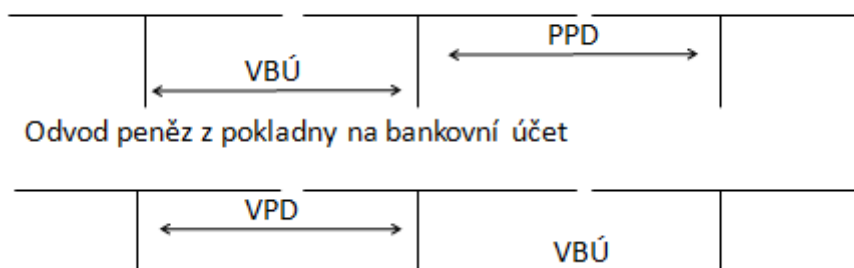 PPD
VBÚ
Odvod peněz z pokladny na bankovní účet
VPD
VBÚ